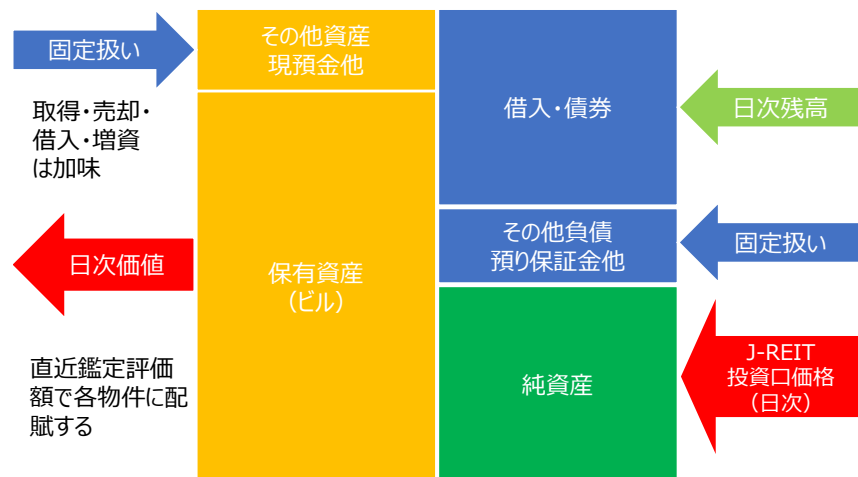 固定扱い
取得・売却・
借入・増資
は加味
日次価値
直近鑑定評価
額で各物件に配
賦する
その他資産
現預金他
保有資産
（ビル）
借入・債券
その他負債
預り保証金他
純資産
日次残高
固定扱い
J-REIT
投資口価格
（日次）